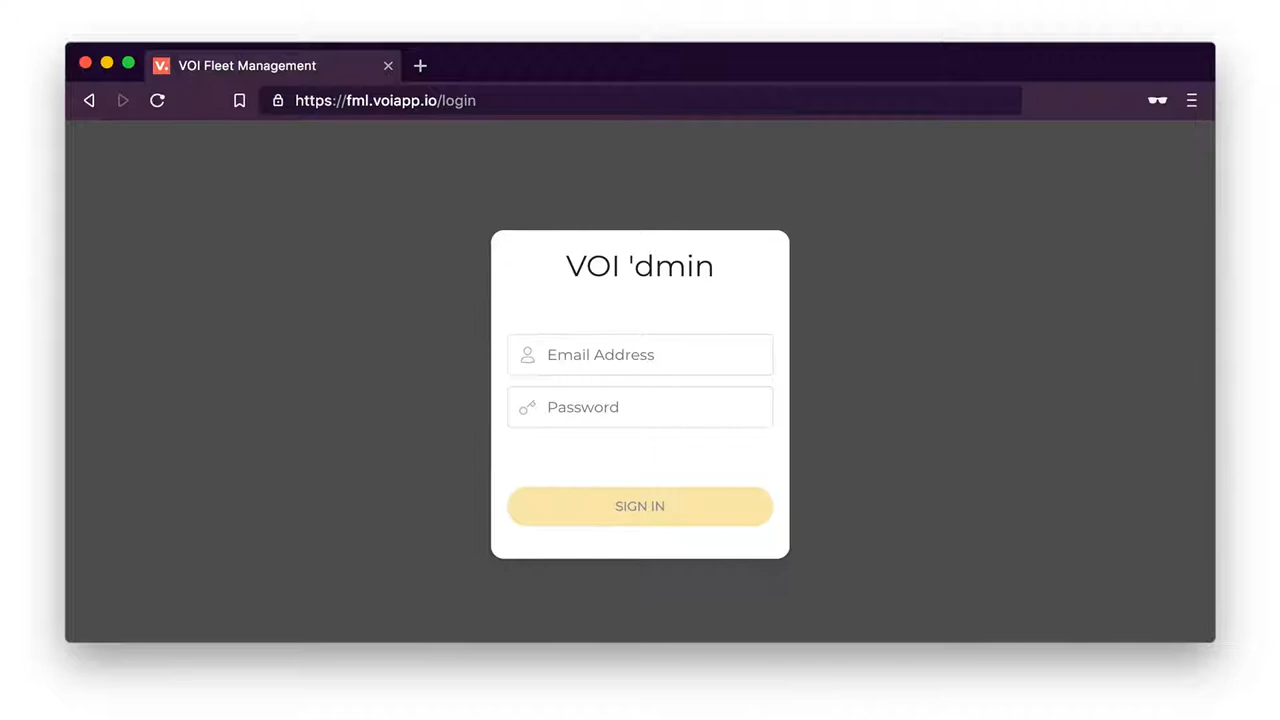 V. VOI Fleet Management
https://fml.voiapp.io/login
VOI 'dmin
Email Address
Password
SIGN IN